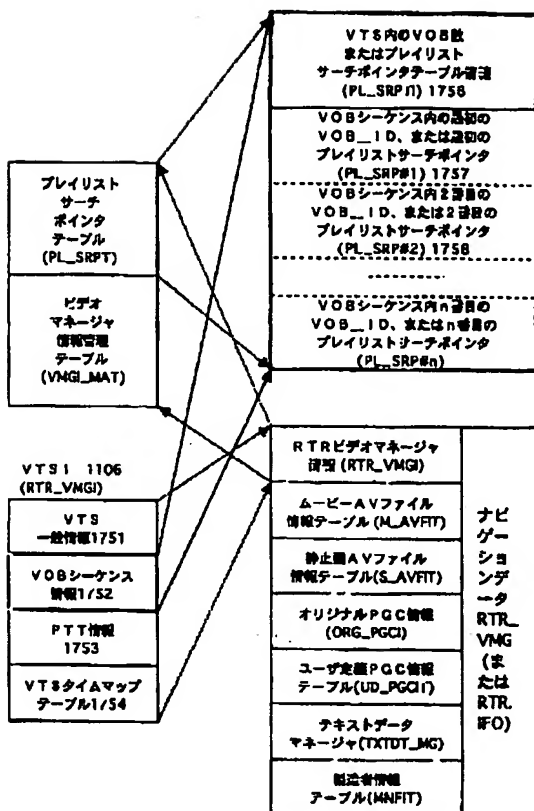 VTS内のVOB数
またはプレイリスト
サーチポインタテーブル情報
(PL_SRPTI) 1756
VOBシーケンス内の最初の
VOB__ID、または最初の
プレイリストサーチポインタ
(PL_SRP#1) 1757
VOBシーケンス内2番目の
VOB__ID、または2番目の
プレイリストサーチポインタ
(PL_SRP#2) 1758
VOBシーケンス内n番目の
VOB__ID、またはn番目の
プレイリストサーチポインタ
(PL_SRP#n)
プレイリスト
サーチ
ポインタ
テーブル
(PL_SRPT)
ビデオ
マネージャ
情報管理
テーブル
(VMGI_MAT)
VTSI 1106
(RTR_VMGI)
VTS
一般情報1751
VOBシーケンス
情報1752
PTT情報
1753
VTSタイムマップ
テーブル1754
RTRビデオマネージャ
情報 (RTR_VMGI)
ムービーAVファイル
情報テーブル (M_AVFIT)
静止画AVファイル
情報テーブル(S_AVFIT)
オリジナルPGC情報
(ORG_PGCI)
ユーザ定義PGC情報
テーブル(UD_PGCIT)
テキストデータ
マネージャ(TXTDT_MG)
製造者情報
テーブル(MNFIT)
ナビ
ゲー
ショ
ンデ
ータ
RTR_
VMG
(ま
たは
RTR.
IFO)